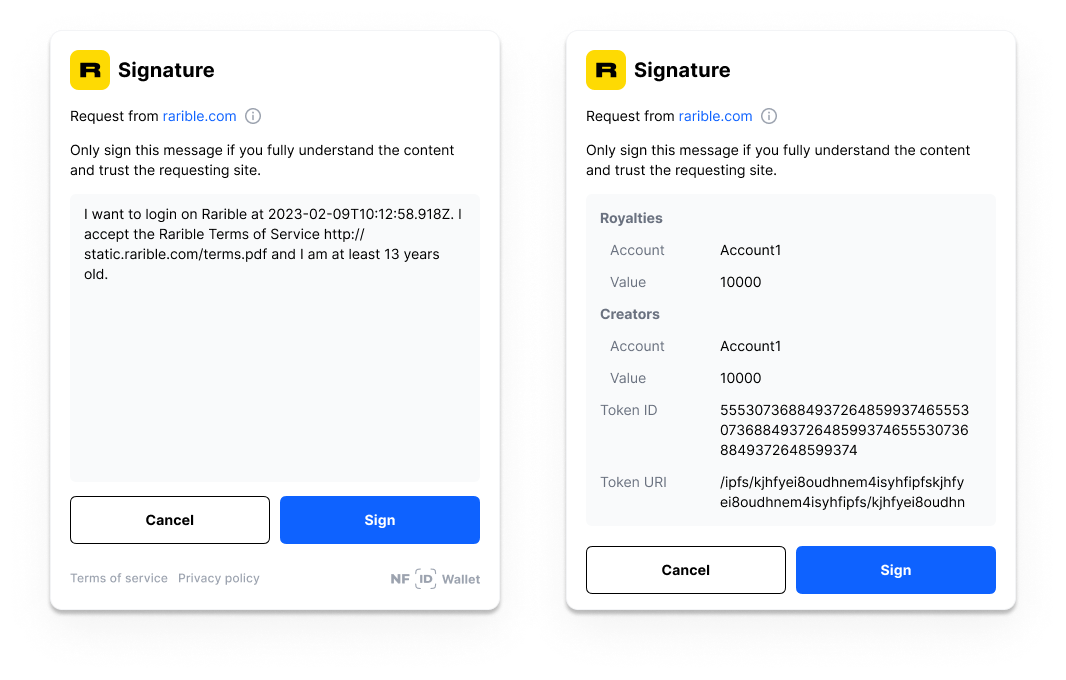 R Signature
Request from rarible.com
Only sign this message if you fully understand the content
and trust the requesting site.
I want to login on Rarible at 2023-02-09T10:12:58.918Z. I
accept the Rarible Terms of Service http://
static.rarible.com/terms.pdf and I am at least 13 years
old.
Cancel Sign
Terms of service Privacy policy NF ID Wallet
R Signature
Request from rarible.com
Only sign this message if you fully understand the content
and trust the requesting site.
Royalties
Account Account1
Value 10000
Creators
Account Account1
Value 10000
Token ID 55530736884937264859937465553
07368849372648599374655530736
8849372648599374
Token URI /ipfs/kjhfyei8oudhnem4isyhfipfskjhfy
ei8oudhnem4isyhfipfs/kjhfyei8oudhn
Cancel Sign